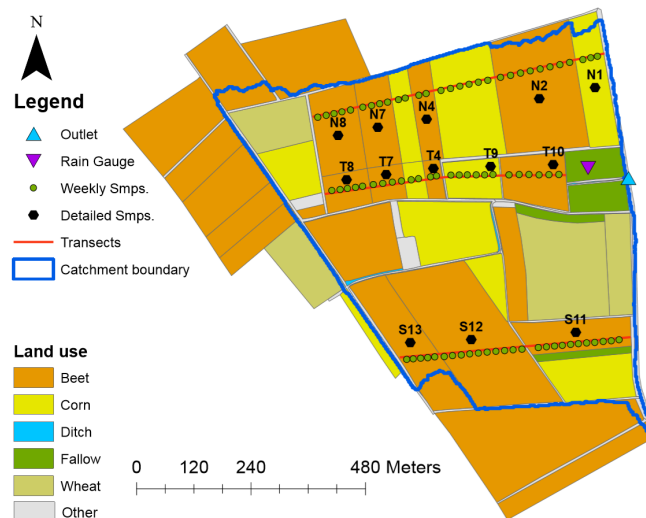 N
Legend
Outlet
Rain Gauge
Weekly Smps.
Detailed Smps.
Transects
Catchment boundary
Land use
Beet
Corn
Ditch
Fallow
Wheat
Other
0 120 240 480 Meters
N1
N2
N4
N7
N8
T10
T9
T4
T7
T8
S11
S12
S13